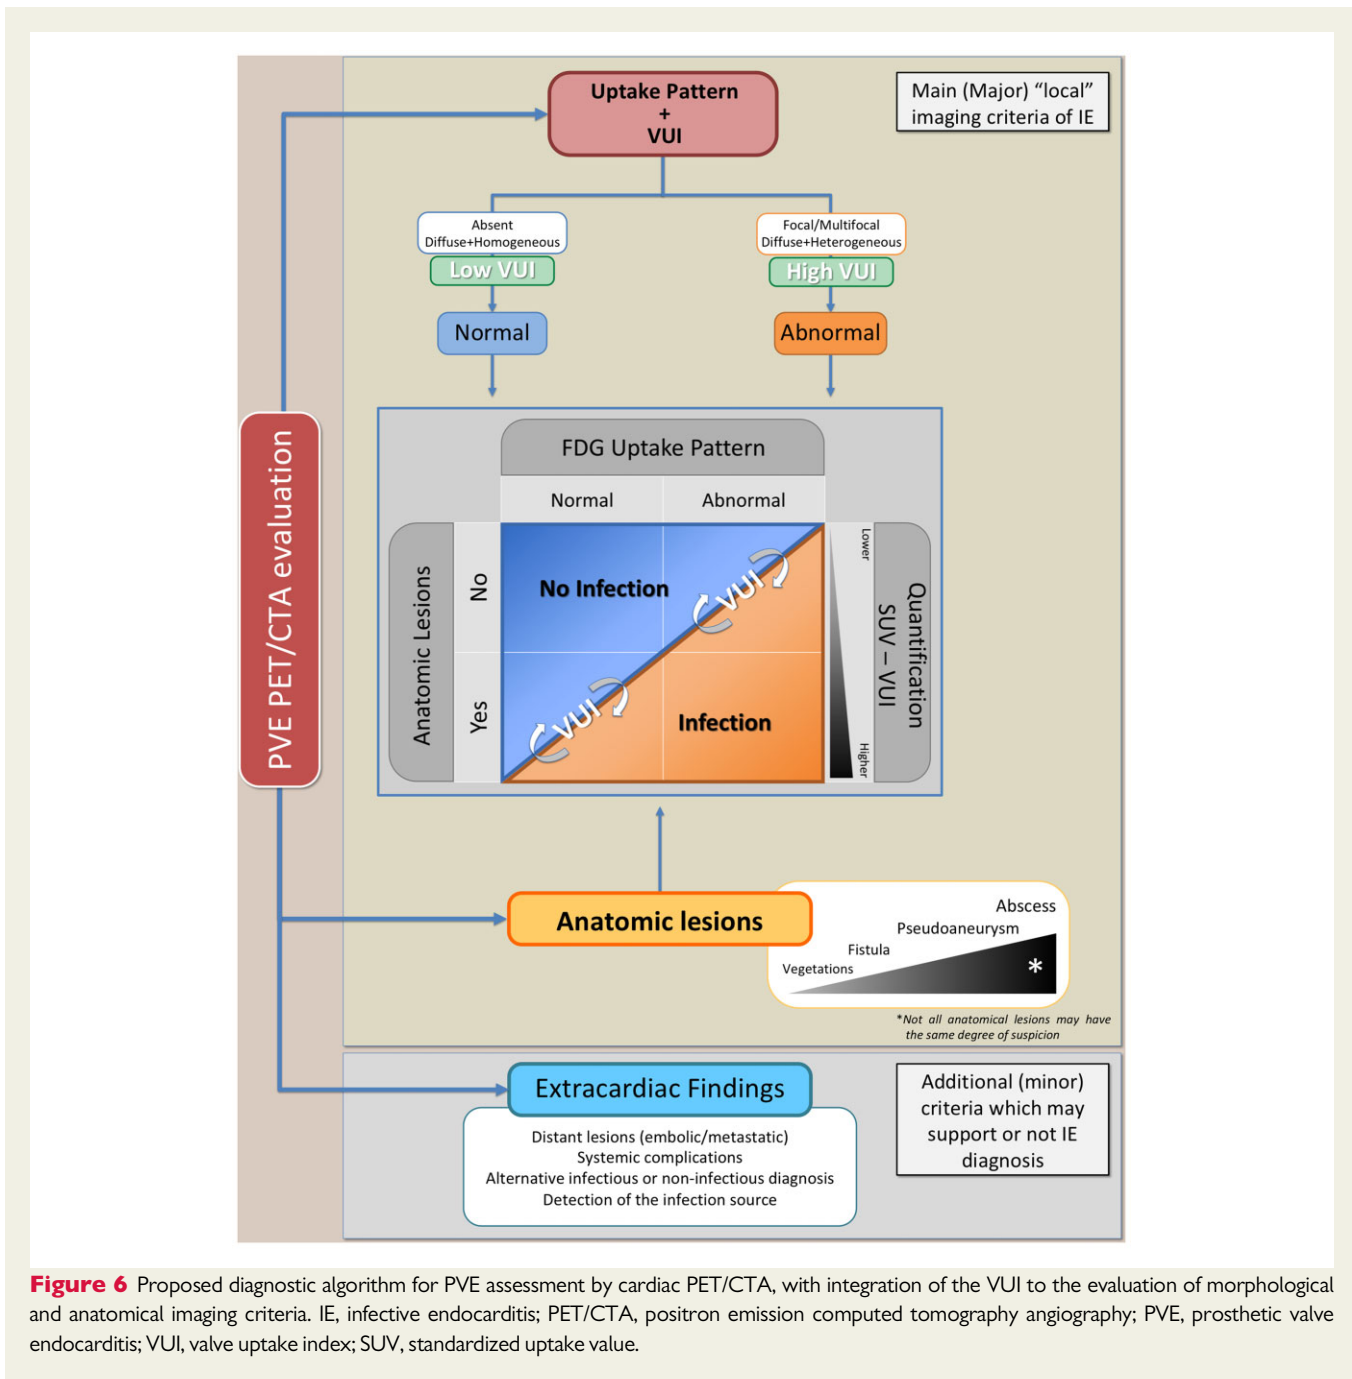 Uptake Pattern
+
VUI
Main (Major) “local”
imaging criteria of IE
Absent
Diffuse+Homogeneous
Low VUI
Normal
Focal/Multifocal
Diffuse+Heterogeneous
High VUI
Abnormal
PVE PET/CTA evaluation
FDG Uptake Pattern
Normal
Abnormal
Anatomic Lesions
No
Yes
No Infection
VUI
VUI
Infection
Lower
Higher
Quantification
SUV – VUI
Anatomic lesions
Abscess
Pseudoaneurysm
Fistula
Vegetations
*
*Not all anatomical lesions may have
the same degree of suspicion
Extracardiac Findings
Distant lesions (embolic/metastatic)
Systemic complications
Alternative infectious or non-infectious diagnosis
Detection of the infection source
Additional (minor)
criteria which may
support or not IE
diagnosis
Figure 6 Proposed diagnostic algorithm for PVE assessment by cardiac PET/CTA, with integration of the VUI to the evaluation of morphological
and anatomical imaging criteria. IE, infective endocarditis; PET/CTA, positron emission computed tomography angiography; PVE, prosthetic valve
endocarditis; VUI, valve uptake index; SUV, standardized uptake value.